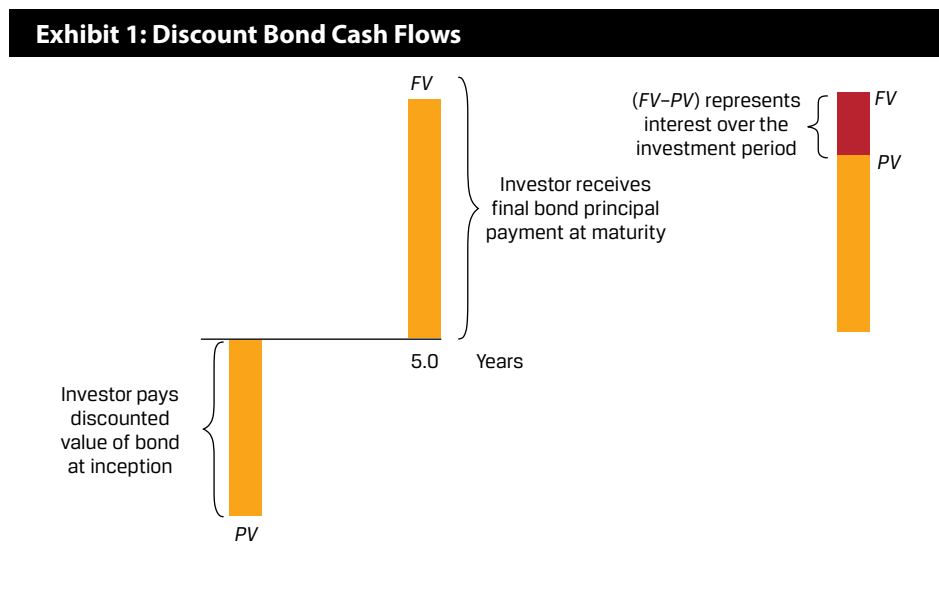 Exhibit 1: Discount Bond Cash Flows
FV
Investor receives
final bond principal
payment at maturity
(FV–PV) represents
interest over the
investment period
FV
PV
5.0
Years
Investor pays
discounted
value of bond
at inception
PV